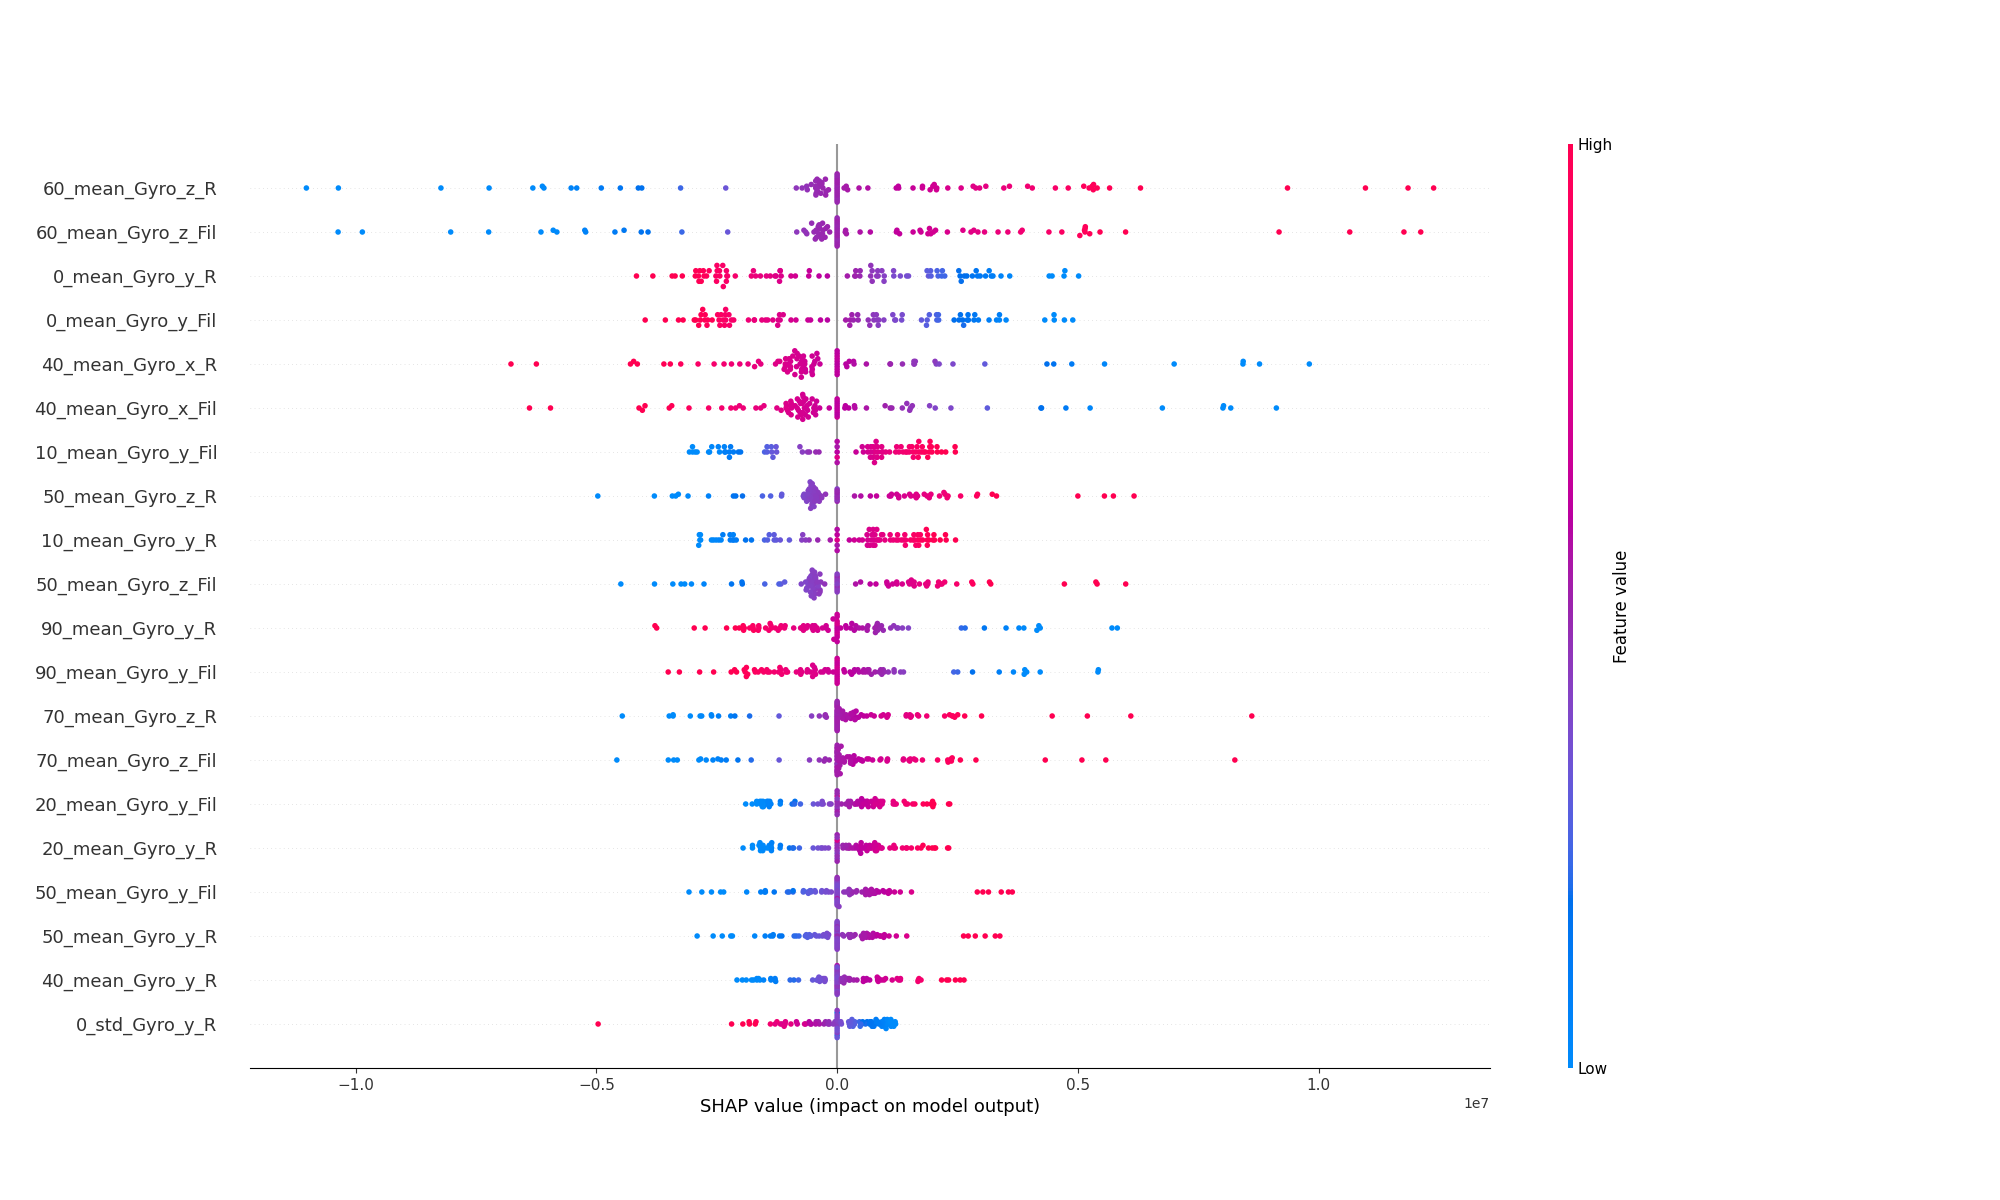 High
60_mean_Gyro_z_R
60_mean_Gyro_z_Fil
0_mean_Gyro_y_R
0_mean_Gyro_y_Fil
40_mean_Gyro_x_R
40_mean_Gyro_x_Fil
10_mean_Gyro_y_Fil
50_mean_Gyro_z_R
10_mean_Gyro_y_R
50_mean_Gyro_z_Fil
90_mean_Gyro_y_R
90_mean_Gyro_y_Fil
70_mean_Gyro_z_R
70_mean_Gyro_z_Fil
20_mean_Gyro_y_Fil
20_mean_Gyro_y_R
50_mean_Gyro_y_Fil
50_mean_Gyro_y_R
40_mean_Gyro_y_R
0_std_Gyro_y_R
Feature value
Low
−1.0 −0.5 0.0 0.5 1.0
1e7
SHAP value (impact on model output)